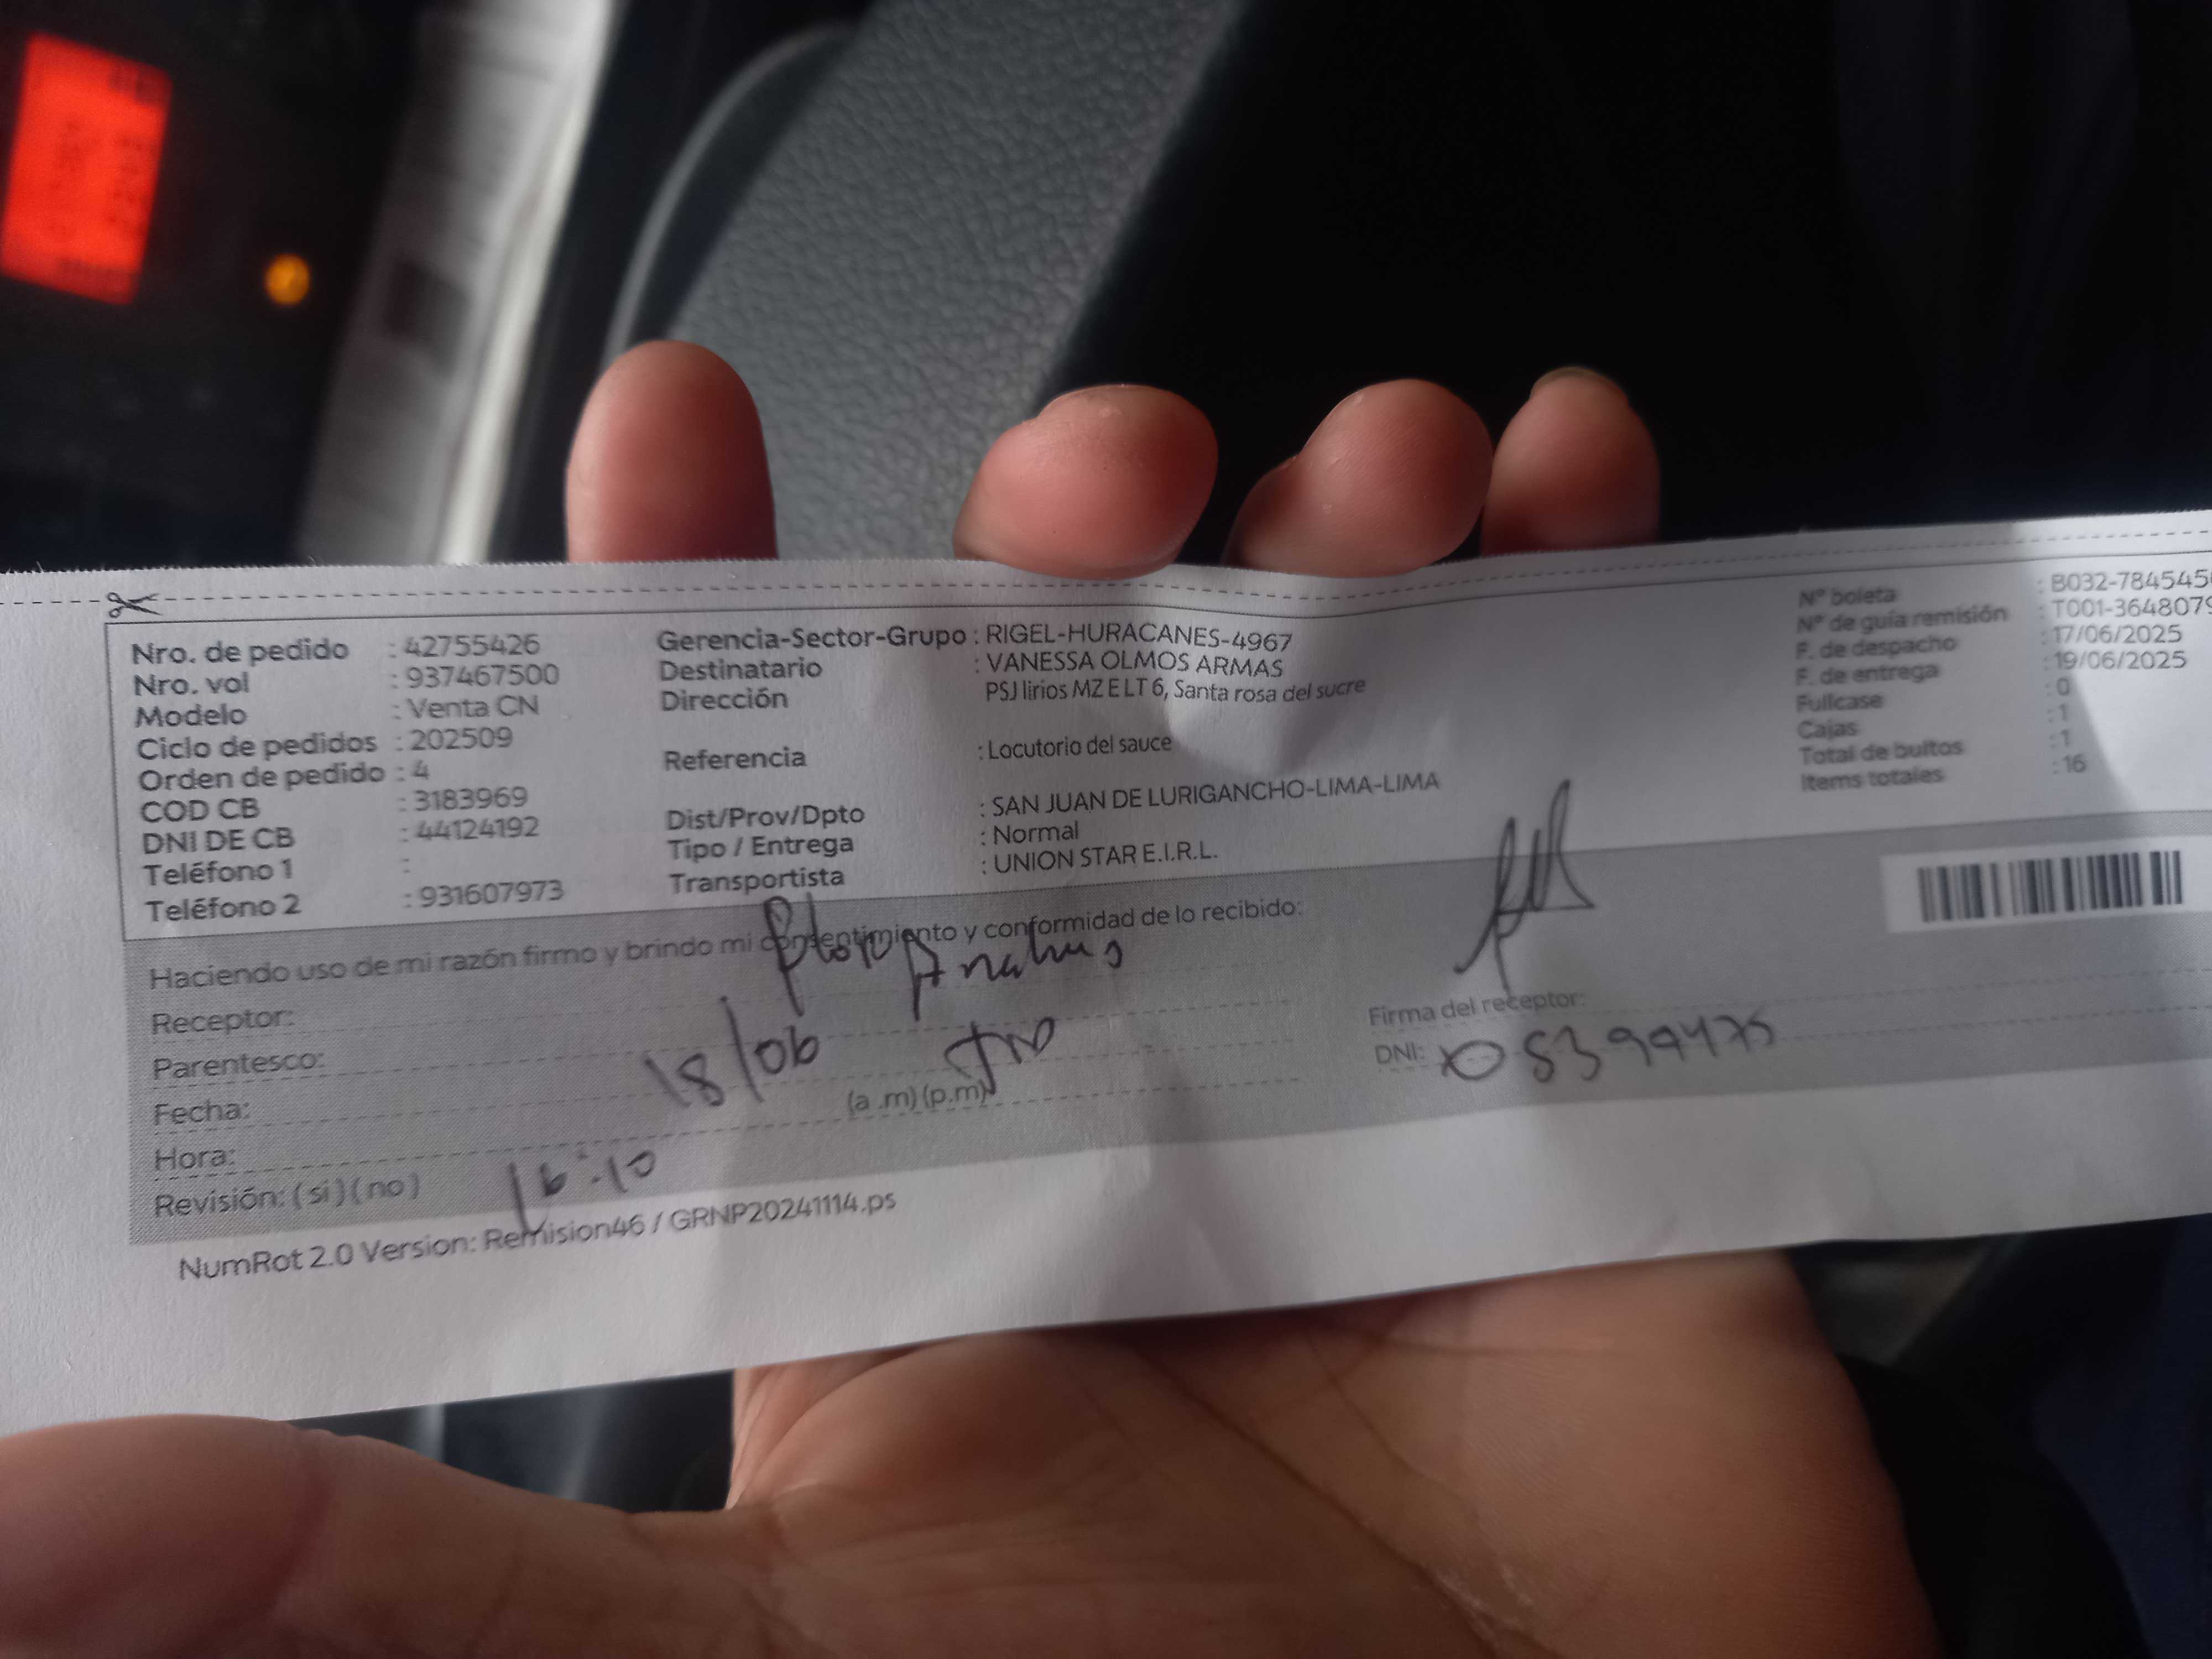 Nro. de pedido : 42755426
Nro. vol : 937467500
Modelo : Venta CN
Ciclo de pedidos : 202509
Orden de pedido : 4
COD CB : 3183969
DNI DE CB : 44124192
Teléfono 1 :
Teléfono 2 : 931607973
Gerencia-Sector-Grupo : RIGEL-HURACANES-4967
Destinatario : VANESSA OLMOS ARMAS
Dirección PSJ lirios MZ E LT 6, Santa rosa del sucre
Referencia : Locutorio del sauce
Dist/Prov/Dpto : SAN JUAN DE LURIGANCHO-LIMA-LIMA
Tipo / Entrega : Normal
Transportista : UNION STAR E.I.R.L.
N° boleta : B032-784545
N° de guía remisión : T001-3648079
F. de despacho : 17/06/2025
F. de entrega : 19/06/2025
Fullcase : 0
Cajas : 1
Total de bultos : 1
Items totales : 16
Haciendo uso de mi razón firmo y brindo mi consentimiento y conformidad de lo recibido:
Receptor:
Parentesco:
Fecha: 18/06
Hora: (a .m) (p.m)
16:10
Revisión: ( si ) ( no )
Firma del receptor:
DNI:
NumRot 2.0 Version: Remision46 / GRNP20241114.ps